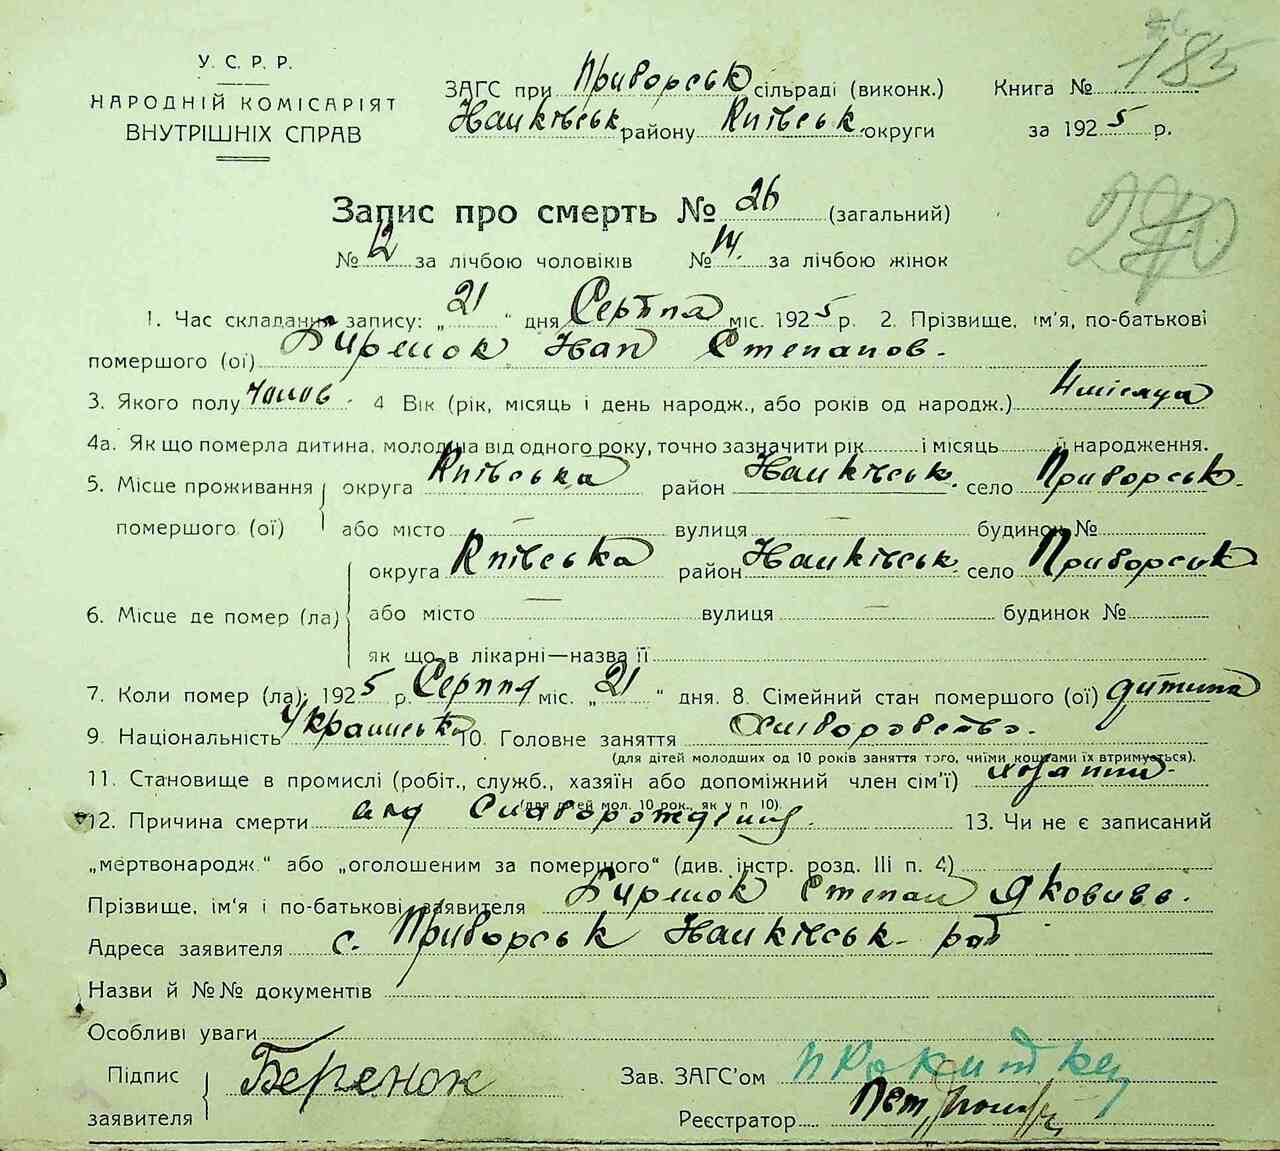 У. С. Р. Р.
НАРОДНІЙ КОМІСАРІЯТ
ВНУТРІШНІХ СПРАВ
ЗАГС при Приворськ сільраді (виконк.)
району Київськ. округи
Книга № 185
за 1925 р.
270
Запис про смерть № 26 (загальний)
№ 12 за лічбою чоловіків № 14. за лічбою жінок
1. Час складання запису: „21“ дня Серпня міс. 1925 р. 2. Прізвище, ім'я, по-батькові
помершого (ої) Бирюок Иван Степанов.
3. Якого полу чолов. 4 Вік (рік, місяць і день народж., або років од народж.) 4 місяца
4а. Як що померла дитина, молодша від одного року, точно зазначити рік і місяць й народження.
5. Місце проживання помершого (ої) округа Київська район село Приворськ.
або місто — вулиця — будинок №
6. Місце де помер (ла) округа Київська район село Приворськ
або місто — вулиця — будинок №
як що в лікарні—назва її
7. Коли помер (ла): 1925 р. Серпня міс. „21“ дня. 8. Сімейний стан помершого (ої) дитина
9. Національність 10. Головне заняття Хліборобство.
(для дітей молодших од 10 років заняття того, чиїми коштами їх втримується).
11. Становище в промислі (робіт., служб., хазяїн або допоміжний член сім'ї)
(для дітей мол. 10 рок., як у п 10).
12. Причина смерти 13. Чи не є записаний
„мертвонародж.“ або „оголошеним за помершого“ (див. інстр. розд. III п. 4)
Прізвище, ім'я і по-батькові заявителя Степан Якович.
Адреса заявителя с. Приворськ
Назви й №№ документів
Особливі уваги
Підпис заявителя Беренок
Зав. ЗАГС'ом
Реєстратор